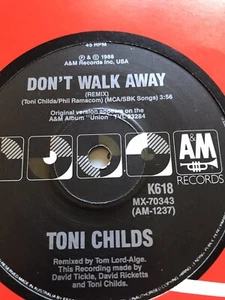 45 RPM
℗ & © 1988
A&M Records Inc., USA
DON'T WALK AWAY
(REMIX)
(Toni Childs/Phil Ramacom) (MCA/SBK Songs) 3:56
Original version appears on the
A&M Album "Union"
A&M
RECORDS
K618
MX-70343
(AM-1237)
TONI CHILDS
Remixed by Tom Lord-Alge.
This Recording made by
David Tickle, David Ricketts
and Toni Childs.